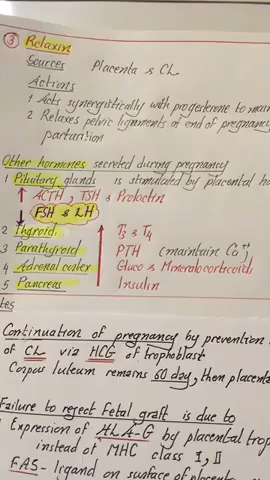 ③ Relaxin
Sources Placenta & CL
Actions
1 Acts synergistically with progesterone to
2 Relaxes pelvic ligaments at end of pregnancy
parturition
Other hormones secreted during pregnancy
1 Pituitary glands is stimulated by placental
↑ ACTH, TSH & Prolactin
↓ FSH & LH
2 Thyroid ↑ T3 & T4
3 Parathyroid PTH (maintain Ca++)
4 Adrenal cortex Gluco & Mineralocorticoids
5 Pancreas Insulin
Continuation of pregnancy by prevention
of CL via HCG of trophoblast
Corpus luteum remains 60 day, then
Failure to reject Fetal graft is due to
Expression of HLA-G by placental
instead of MHC class I, II
FAS- ligand on surface of